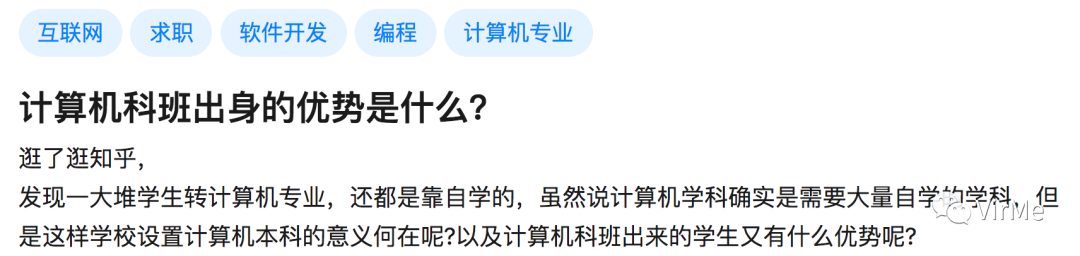 互联网 求职 软件开发 编程 计算机专业
计算机科班出身的优势是什么?
逛了逛知乎，
发现一大堆学生转计算机专业，还都是靠自学的，虽然说计算机学科确实是需要大量自学的学科，但
是这样学校设置计算机本科的意义何在呢?以及计算机科班出来的学生又有什么优势呢?
VirMe